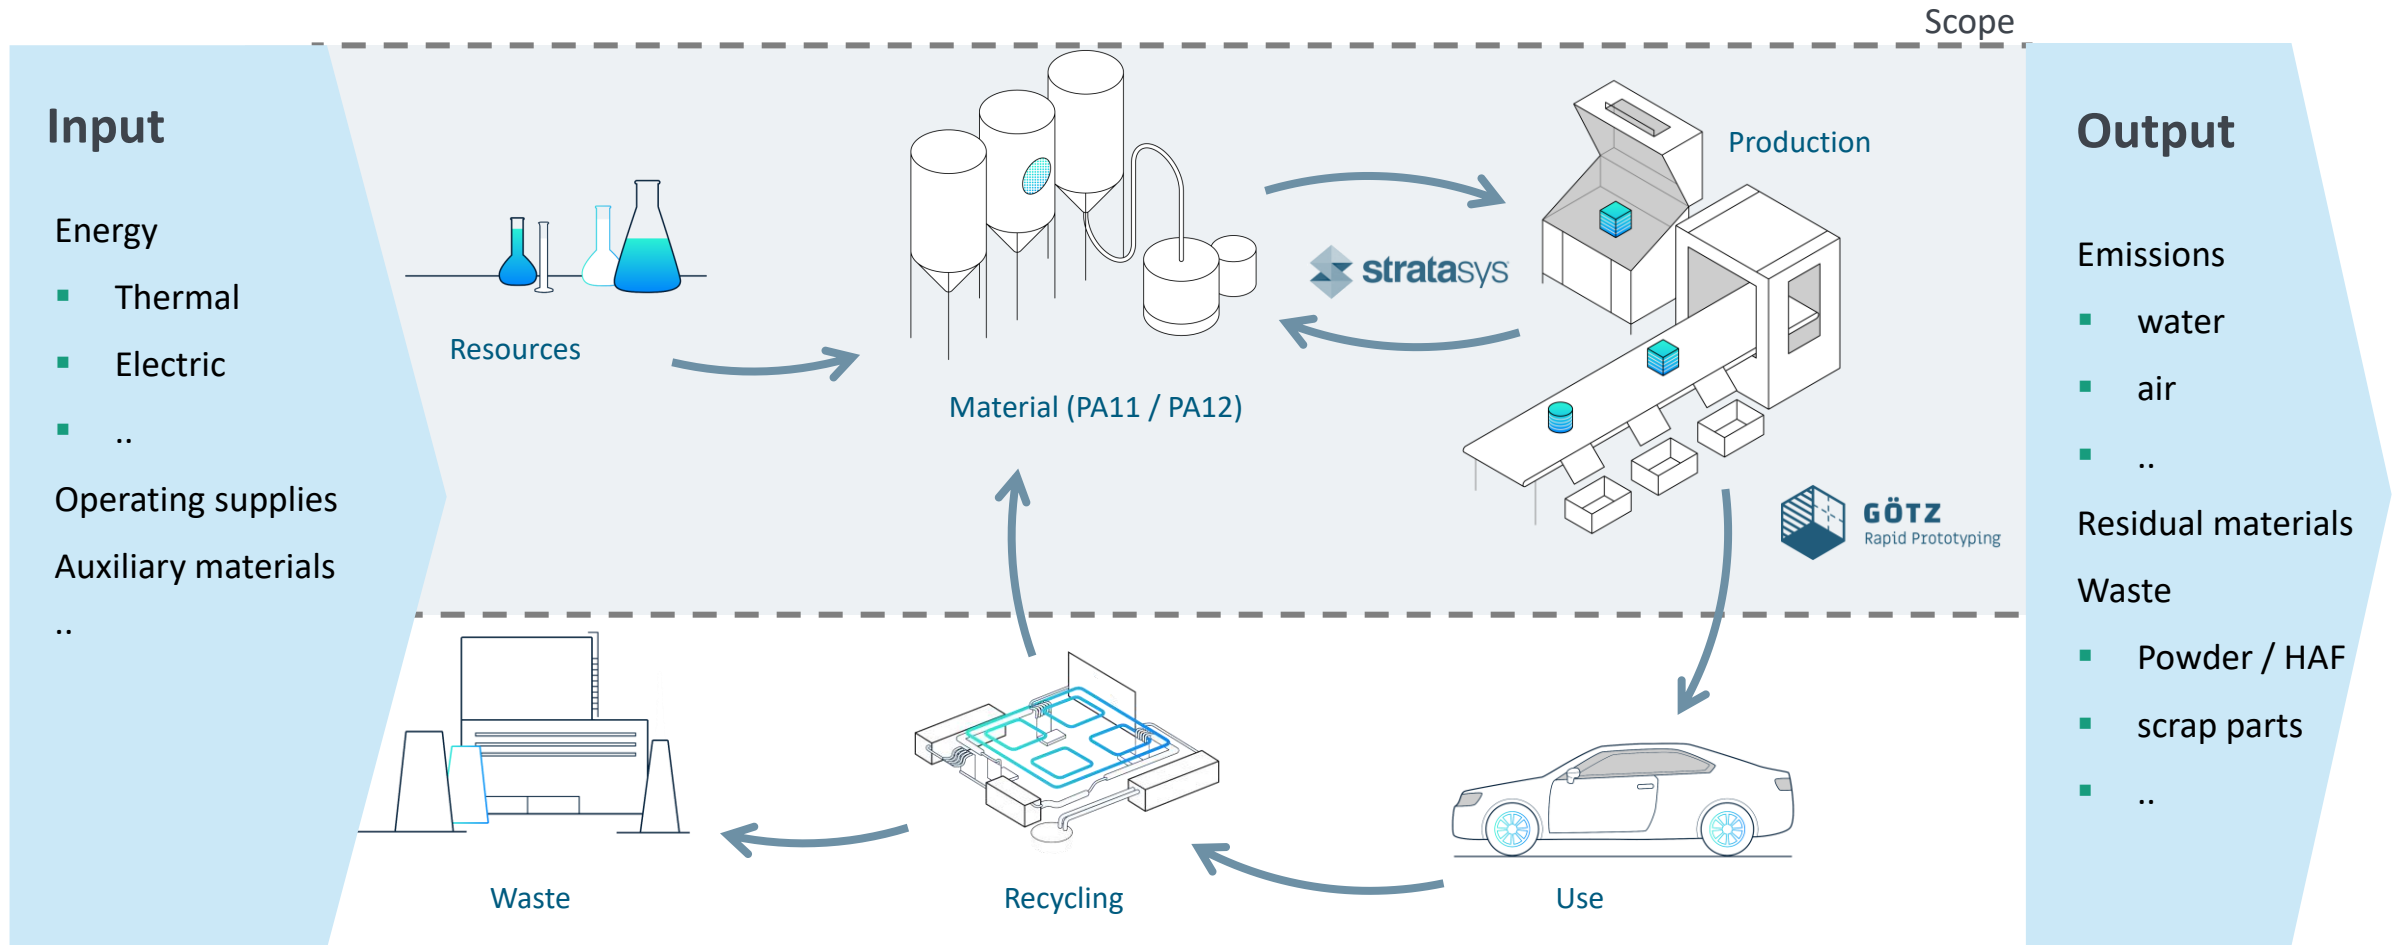 Scope
Input
Energy
Thermal
Electric
..
Operating supplies
Auxiliary materials
..
Resources
Material (PA11 / PA12)
stratasys
Production
GÖTZ
Rapid Prototyping
Waste
Recycling
Use
Output
Emissions
water
air
..
Residual materials
Waste
Powder / HAF
scrap parts
..